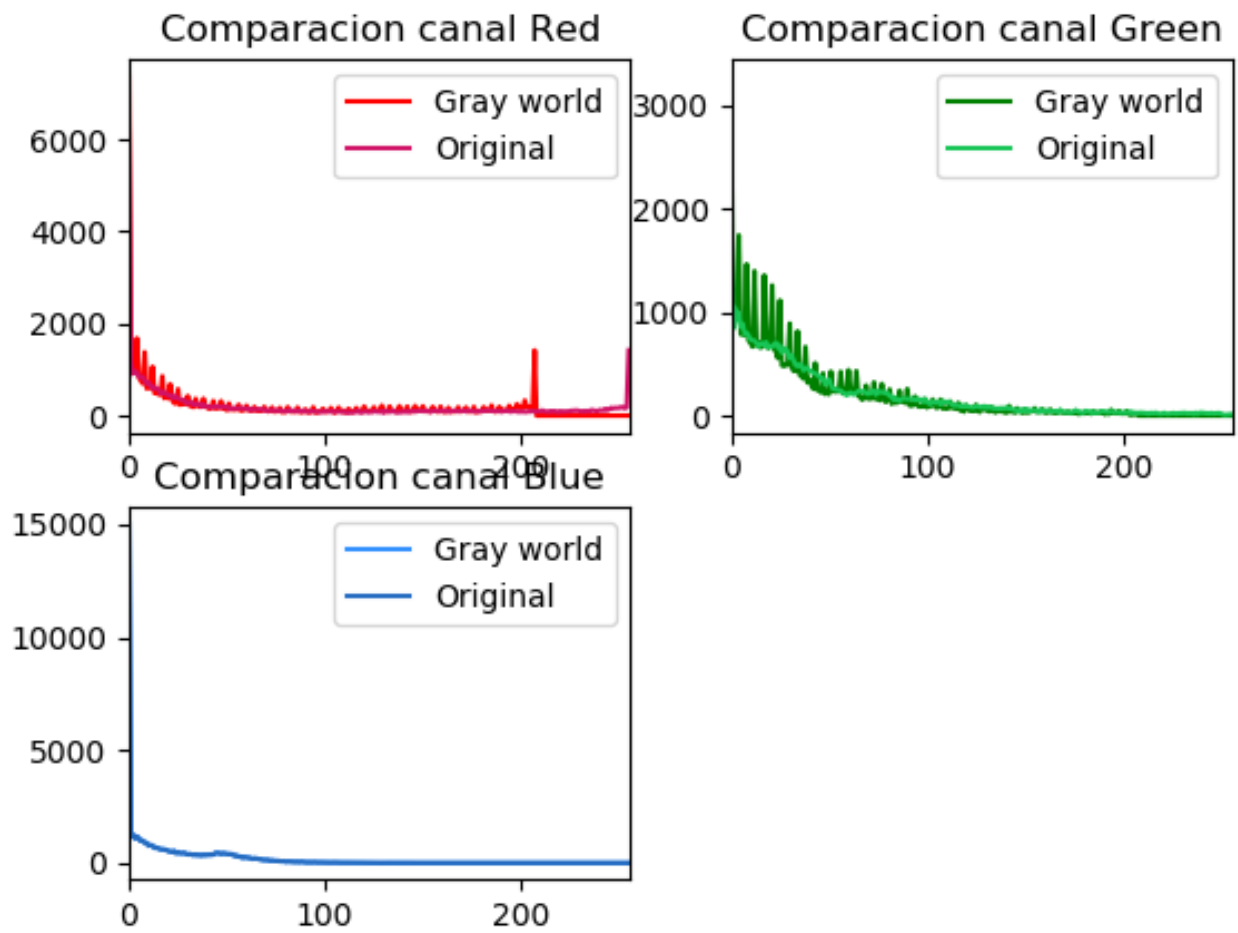 Comparacion canal Red
Gray world
Original
6000
4000
2000
0
0 100 200
Comparacion canal Green
Gray world
Original
3000
2000
1000
0
0 100 200
Comparacion canal Blue
Gray world
Original
15000
10000
5000
0
0 100 200